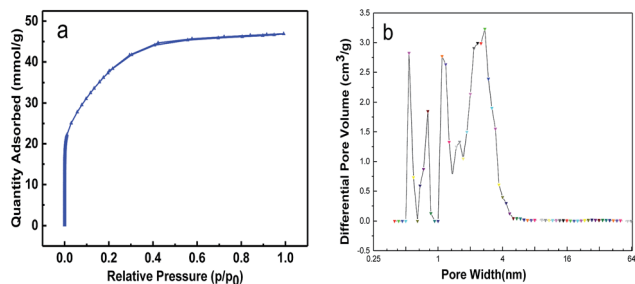 a
Quantity Adsorbed (mmol/g)
50
40
30
20
10
0
0.0 0.2 0.4 0.6 0.8 1.0
Relative Pressure (p/p0)
b
Differential Pore Volume (cm3/g)
3.5
3.0
2.5
2.0
1.5
1.0
0.5
0.0
-0.5
0.25 1 4 16 64
Pore Width(nm)